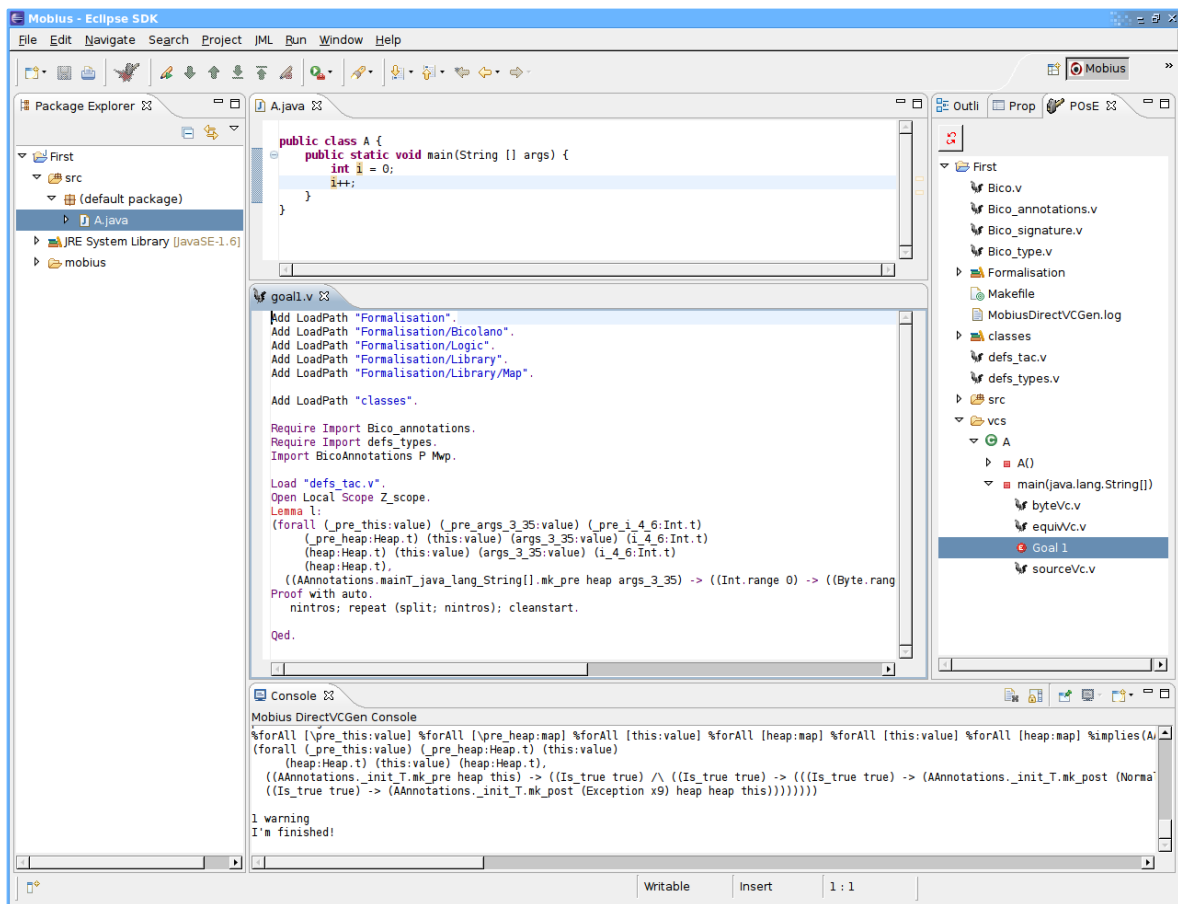 Mobius - Eclipse SDK
File Edit Navigate Search Project JML Run Window Help
Mobius
»
Package Explorer
First
src
(default package)
A.java
JRE System Library [JavaSE-1.6]
mobius
A.java
public class A {
public static void main(String [] args) {
int i = 0;
i++;
}
}
goal1.v
Add LoadPath "Formalisation".
Add LoadPath "Formalisation/Bicolano".
Add LoadPath "Formalisation/Logic".
Add LoadPath "Formalisation/Library".
Add LoadPath "Formalisation/Library/Map".
Add LoadPath "classes".
Require Import Bico_annotations.
Require Import defs_types.
Import BicoAnnotations P Mwp.
Load "defs_tac.v".
Open Local Scope Z_scope.
Lemma l:
(forall (_pre_this:value) (_pre_args_3_35:value) (_pre_i_4_6:Int.t)
(_pre_heap:Heap.t) (this:value) (args_3_35:value) (i_4_6:Int.t)
(heap:Heap.t) (this:value) (args_3_35:value) (i_4_6:Int.t)
(heap:Heap.t),
((AAnnotations.mainT_java_lang_String[].mk_pre heap args_3_35) -> ((Int.range 0) -> ((Byte.rang
Proof with auto.
nintros; repeat (split; nintros); cleanstart.
Qed.
Outli Prop POsE
First
Bico.v
Bico_annotations.v
Bico_signature.v
Bico_type.v
Formalisation
Makefile
MobiusDirectVCGen.log
classes
defs_tac.v
defs_types.v
src
vcs
A
A()
main(java.lang.String[])
byteVc.v
equivVc.v
Goal 1
sourceVc.v
Console
Mobius DirectVCGen Console
%forAll [\pre_this:value] %forAll [\pre_heap:map] %forAll [this:value] %forAll [heap:map] %forAll [this:value] %forAll [heap:map] %implies(A
(forall (_pre_this:value) (_pre_heap:Heap.t) (this:value)
(heap:Heap.t) (this:value) (heap:Heap.t),
((AAnnotations._init_T.mk_pre heap this) -> ((Is_true true) /\ ((Is_true true) -> (((Is_true true) -> (AAnnotations._init_T.mk_post (Norma
((Is_true true) -> (AAnnotations._init_T.mk_post (Exception x9) heap heap this))))))))
1 warning
I'm finished!
Writable Insert 1 : 1